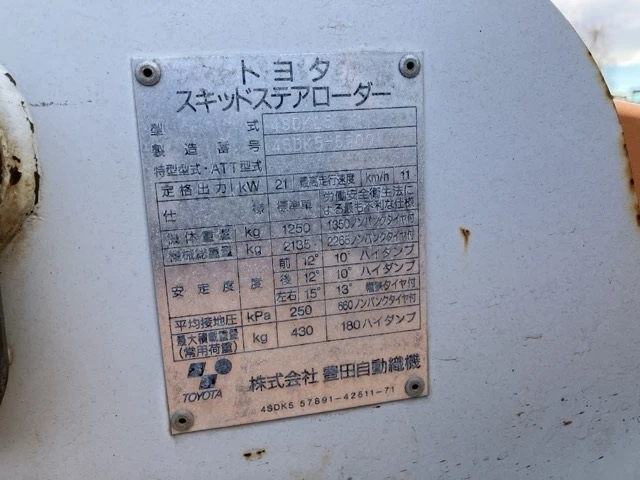 トヨタ
スキッドステアローダー
型式 4SDK5
製造番号 4SDK5-
特型型式・ATT型式
定格出力 kW 21 最高走行速度 km/h 11
仕様 標準車 労働安全衛生法に
よる最も不利な仕様
機体重量 kg 1250 1350ノンパンクタイヤ付
機械総重量 kg 2135 2265ノンパンクタイヤ付
安定度 度 前 12° 10° ハイダンプ
後 12° 10° ハイダンプ
左右 15° 13° 幅狭タイヤ付
平均接地圧 kPa 250 660ノンパンクタイヤ付
最大積載重量
(常用荷重) kg 430 180ハイダンプ
TOYOTA 株式会社 豊田自動織機
4SDK5 57891-42611-71